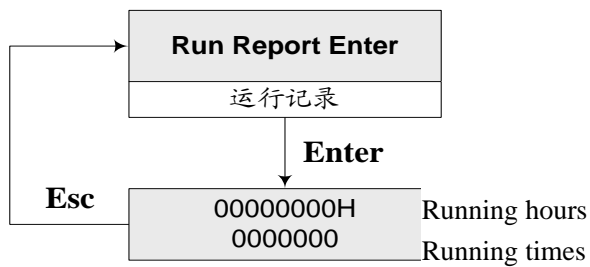 Run Report Enter
运行记录
Enter
Esc
00000000H Running hours
0000000 Running times